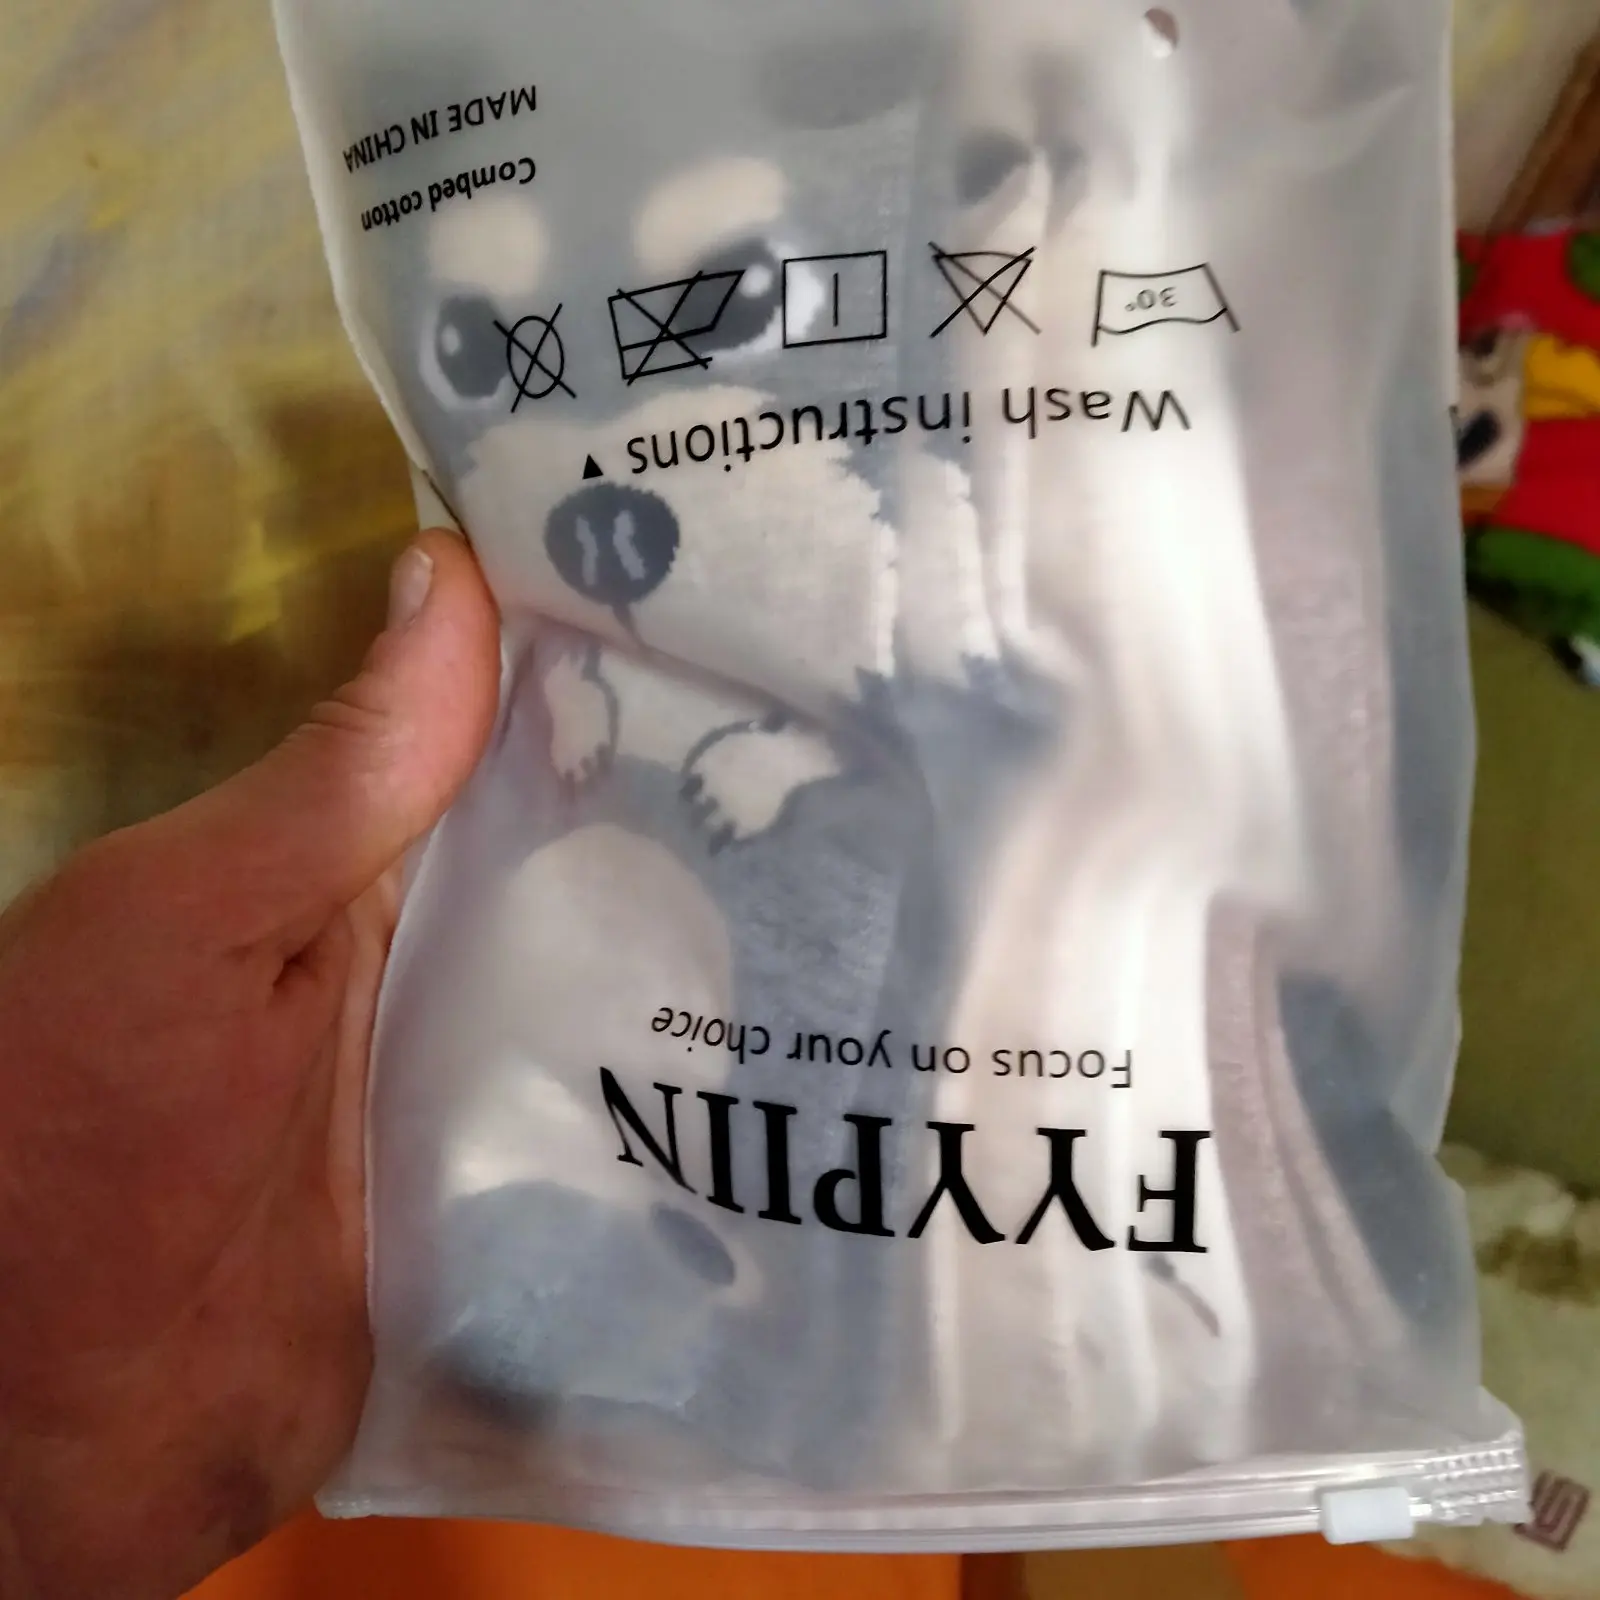 FYYPIIN
Focus on your choice
Wash instructions ▲
30°
Combed cotton
MADE IN CHINA